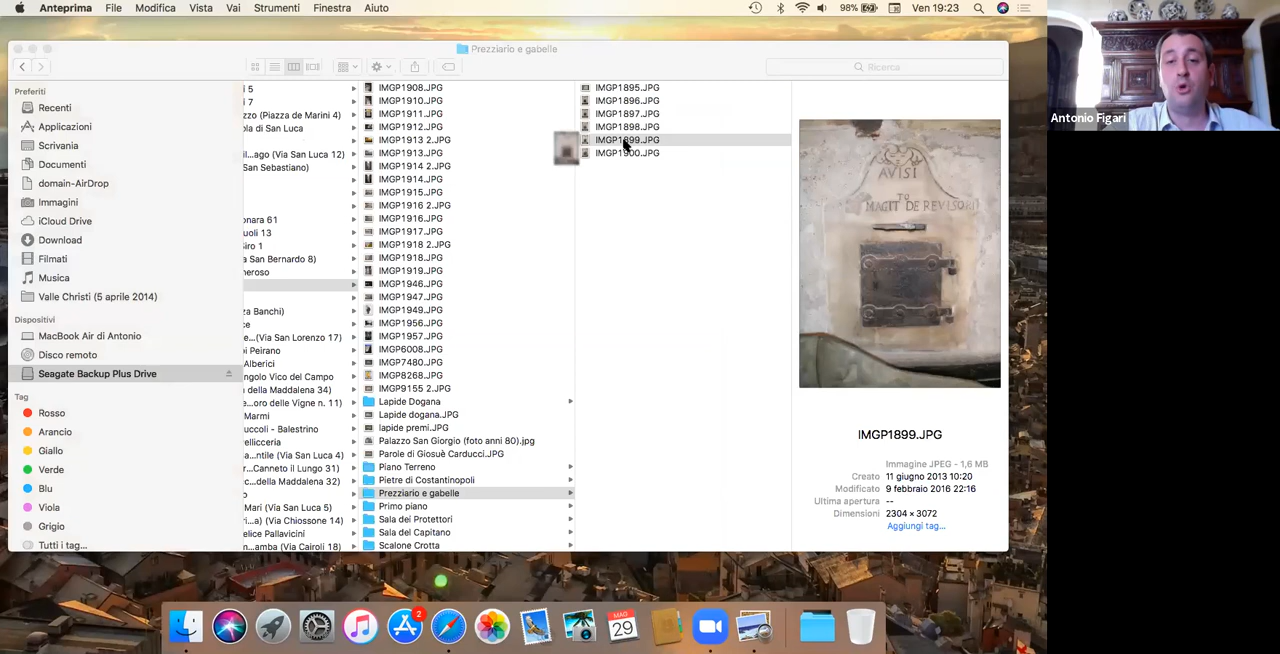 Anteprima File Modifica Vista Vai Strumenti Finestra Aiuto 98% Ven 19:23
Prezziario e gabelle
Ricerca
Preferiti
Recenti
Applicazioni
Scrivania
Documenti
domain-AirDrop
Immagini
iCloud Drive
Download
Filmati
Musica
Valle Christi (5 aprile 2014)
Dispositivi
MacBook Air di Antonio
Disco remoto
Seagate Backup Plus Drive
Tag
Rosso
Arancio
Giallo
Verde
Blu
Viola
Grigio
Tutti i tag...
i 5
i 7
(Piazza de Marini 4)
di San Luca
...ago (Via San Luca 12)
San Sebastiano)
onara 61
uoli 13
Siro 1
a San Bernardo 8)
neroso
za Banchi)
ce
...(Via San Lorenzo 17)
i Peirano
Alberici
ngolo Vico del Campo
della Maddalena 34)
...oro delle Vigne n. 11)
Marmi
uccoli - Balestrino
ellicceria
...ntile (Via San Luca 4)
Canneto il Lungo 31)
della Maddalena 32)
Mari (Via San Luca 5)
...a) (Via Chiossone 14)
elice Pallavicini
...amba (Via Cairoli 18)
IMGP1908.JPG
IMGP1910.JPG
IMGP1911.JPG
IMGP1912.JPG
IMGP1913 2.JPG
IMGP1913.JPG
IMGP1914 2.JPG
IMGP1914.JPG
IMGP1915.JPG
IMGP1916 2.JPG
IMGP1916.JPG
IMGP1917.JPG
IMGP1918 2.JPG
IMGP1918.JPG
IMGP1919.JPG
IMGP1946.JPG
IMGP1947.JPG
IMGP1949.JPG
IMGP1956.JPG
IMGP1957.JPG
IMGP6008.JPG
IMGP7480.JPG
IMGP8268.JPG
IMGP9155 2.JPG
Lapide Dogana
Lapide dogana.JPG
lapide premi.JPG
Palazzo San Giorgio (foto anni 80).jpg
Parole di Giosuè Carducci.JPG
Piano Terreno
Pietre di Costantinopoli
Prezziario e gabelle
Primo piano
Sala dei Protettori
Sala del Capitano
Scalone Crotta
IMGP1895.JPG
IMGP1896.JPG
IMGP1897.JPG
IMGP1898.JPG
IMGP1899.JPG
IMGP1900.JPG
AVISI
TO
MAGIT DE REVISORI
IMGP1899.JPG
Immagine JPEG - 1,6 MB
Creato 11 giugno 2013 10:20
Modificato 9 febbraio 2016 22:16
Ultima apertura --
Dimensioni 2304 × 3072
Aggiungi tag...
Antonio Figari
2
MAG
29